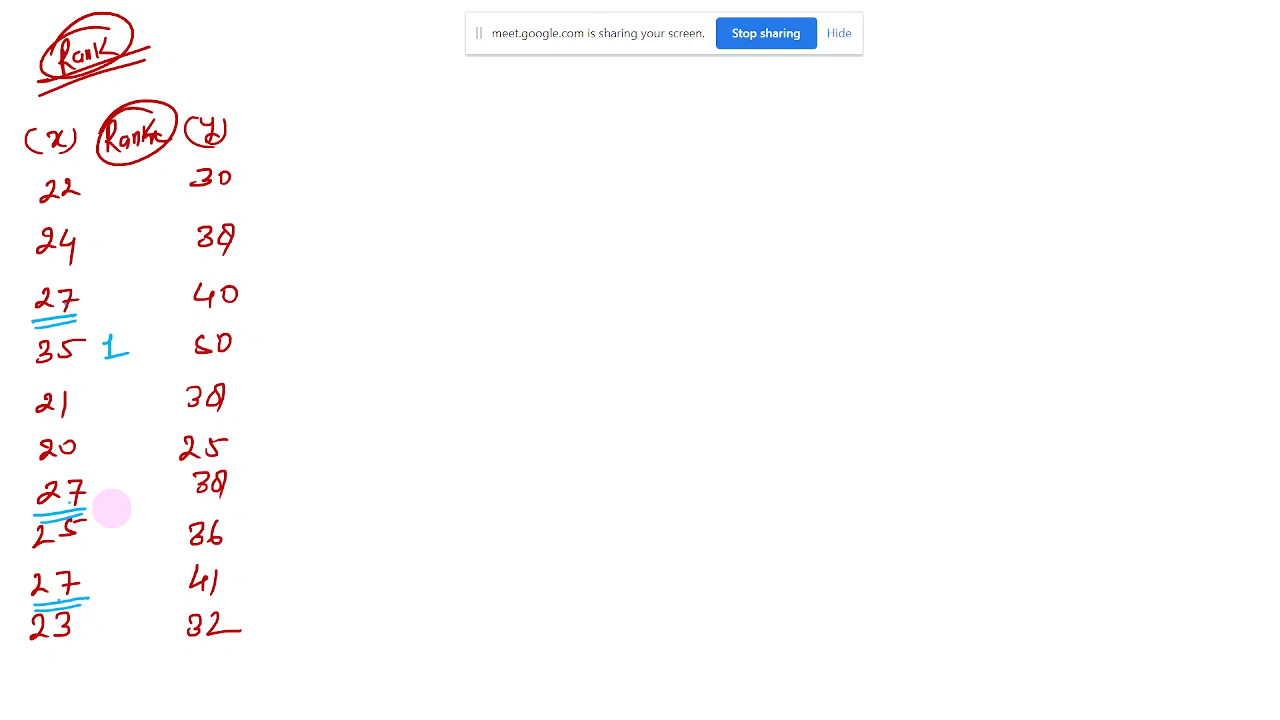 meet.google.com is sharing your screen. Stop sharing Hide
Rank
(x) Rank (y)
22 30
24 38
27 40
35 1 50
21 38
20 25
27 38
25 36
27 41
23 32